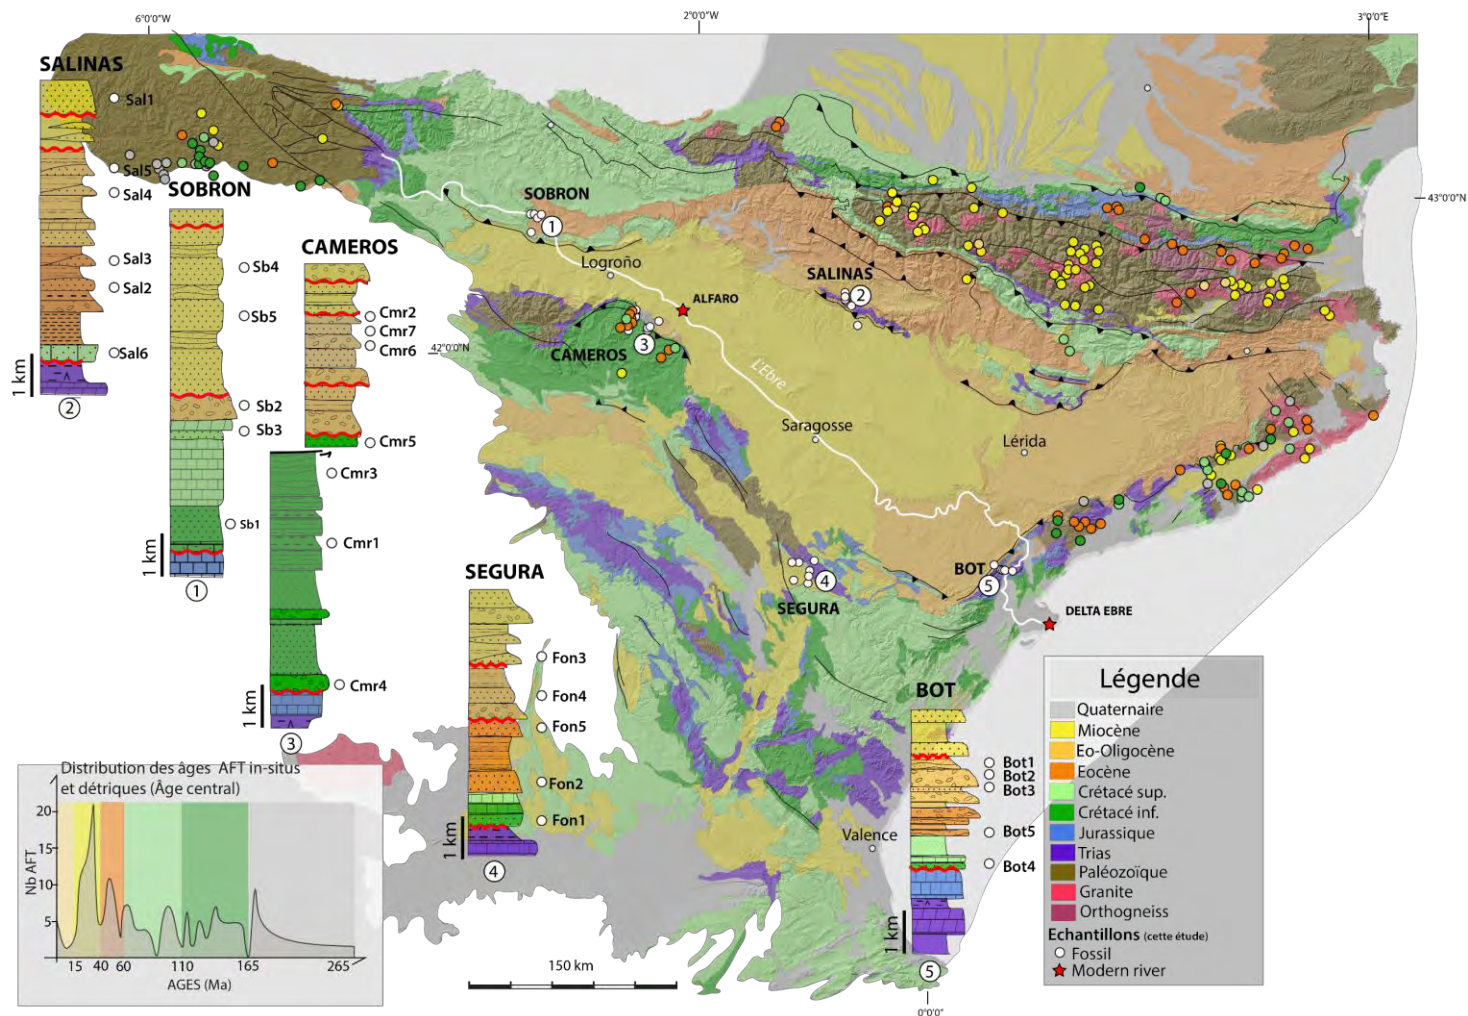 6°0'0"W
2°0'0"W
3°0'0"E
SALINAS
Sal1
Sal5
Sal4
Sal3
Sal2
Sal6
1 km
2
SOBRON
Sb4
Sb5
Sb2
Sb3
Sb1
1 km
1
CAMEROS
Cmr2
Cmr7
Cmr6
Cmr5
Cmr3
Cmr1
Cmr4
1 km
3
43°0'0"N
42°0'0"N
SOBRON
1
Logroño
ALFARO
SALINAS
2
CAMEROS
3
L'Ebre
Saragosse
Lérida
4
SEGURA
BOT
5
DELTA EBRE
Valence
SEGURA
Fon3
Fon4
Fon5
Fon2
Fon1
1 km
4
BOT
Bot1
Bot2
Bot3
Bot5
Bot4
1 km
5
0°0'0"
150 km
Distribution des âges AFT in-situs
et détriques (Âge central)
Nb AFT
20
15
10
5
15 40 60 110 165 265
AGES (Ma)
Légende
Quaternaire
Miocène
Eo-Oligocène
Eocène
Crétacé sup.
Crétacé inf.
Jurassique
Trias
Paléozoïque
Granite
Orthogneiss
Echantillons (cette étude)
Fossil
Modern river